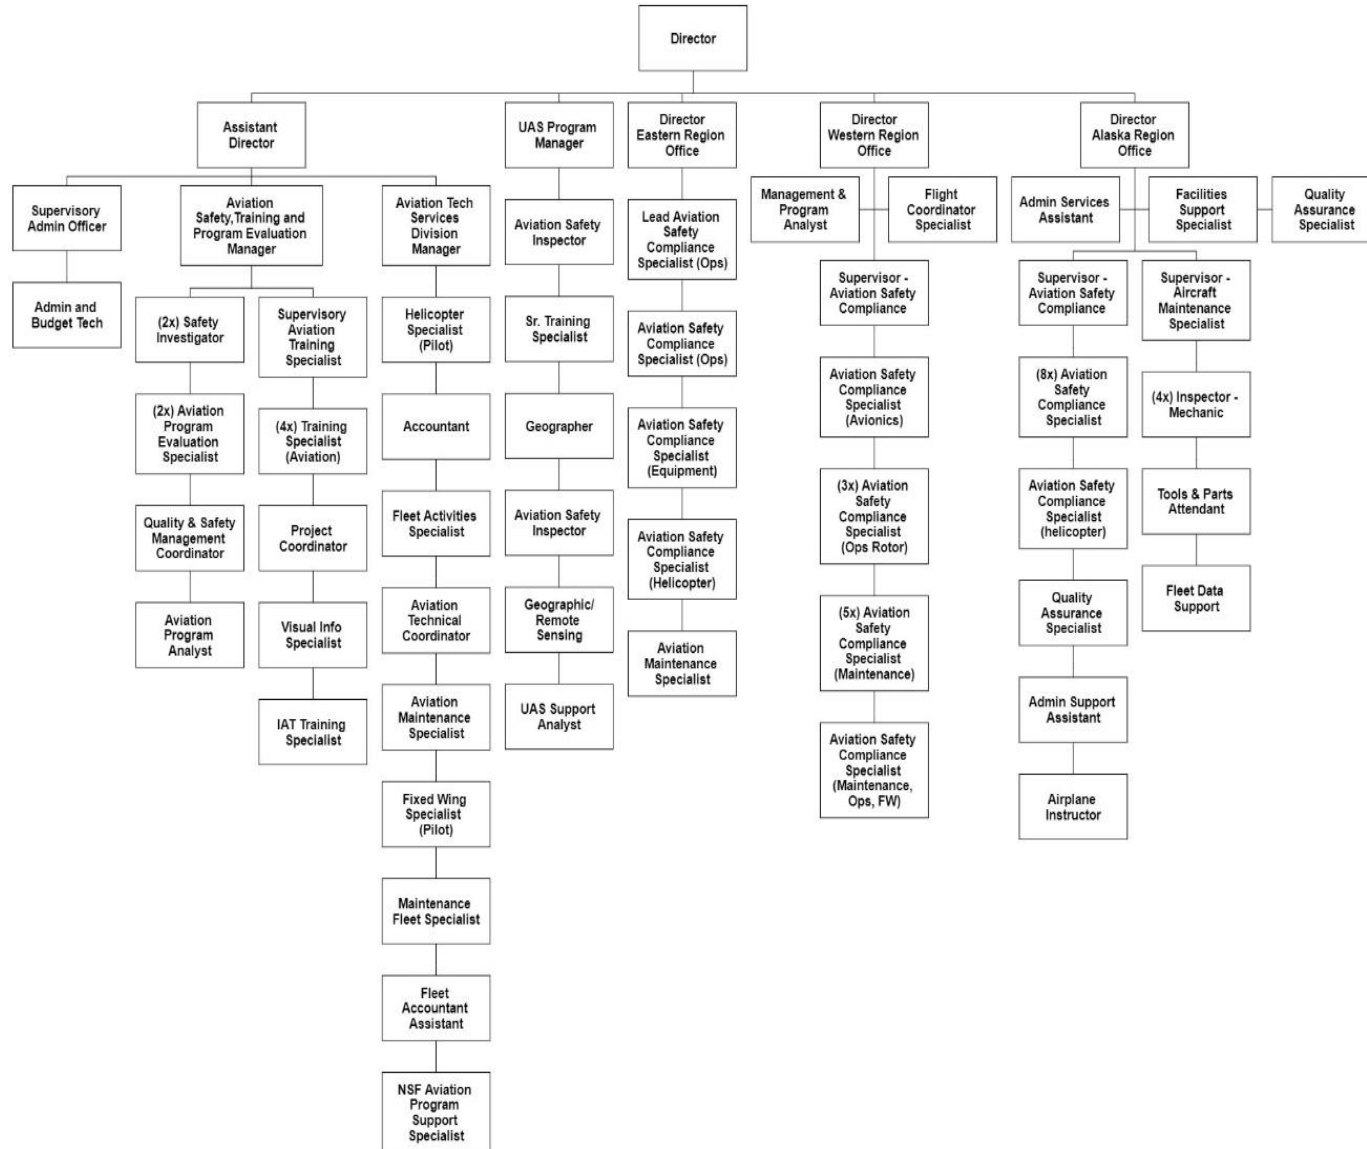 Director
Assistant
Director
UAS Program
Manager
Director
Eastern Region
Office
Director
Western Region
Office
Director
Alaska Region
Office
Supervisory
Admin Officer
Admin and
Budget Tech
Aviation
Safety,Training and
Program Evaluation
Manager
(2x) Safety
Investigator
(2x) Aviation
Program
Evaluation
Specialist
Quality & Safety
Management
Coordinator
Aviation
Program
Analyst
Supervisory
Aviation
Training
Specialist
(4x) Training
Specialist
(Aviation)
Project
Coordinator
Visual Info
Specialist
IAT Training
Specialist
Aviation Tech
Services
Division
Manager
Helicopter
Specialist
(Pilot)
Accountant
Fleet Activities
Specialist
Aviation
Technical
Coordinator
Aviation
Maintenance
Specialist
Fixed Wing
Specialist
(Pilot)
Maintenance
Fleet Specialist
Fleet
Accountant
Assistant
NSF Aviation
Program
Support
Specialist
Aviation Safety
Inspector
Sr. Training
Specialist
Geographer
Aviation Safety
Inspector
Geographic/
Remote
Sensing
UAS Support
Analyst
Lead Aviation
Safety
Compliance
Specialist (Ops)
Aviation Safety
Compliance
Specialist (Ops)
Aviation Safety
Compliance
Specialist
(Equipment)
Aviation Safety
Compliance
Specialist
(Helicopter)
Aviation
Maintenance
Specialist
Management &
Program
Analyst
Flight
Coordinator
Specialist
Supervisor -
Aviation Safety
Compliance
Aviation Safety
Compliance
Specialist
(Avionics)
(3x) Aviation
Safety
Compliance
Specialist
(Ops Rotor)
(5x) Aviation
Safety
Compliance
Specialist
(Maintenance)
Aviation Safety
Compliance
Specialist
(Maintenance,
Ops, FW)
Admin Services
Assistant
Facilities
Support
Specialist
Quality
Assurance
Specialist
Supervisor -
Aviation Safety
Compliance
(8x) Aviation
Safety
Compliance
Specialist
Aviation Safety
Compliance
Specialist
(helicopter)
Quality
Assurance
Specialist
Admin Support
Assistant
Airplane
Instructor
Supervisor -
Aircraft
Maintenance
Specialist
(4x) Inspector -
Mechanic
Tools & Parts
Attendant
Fleet Data
Support